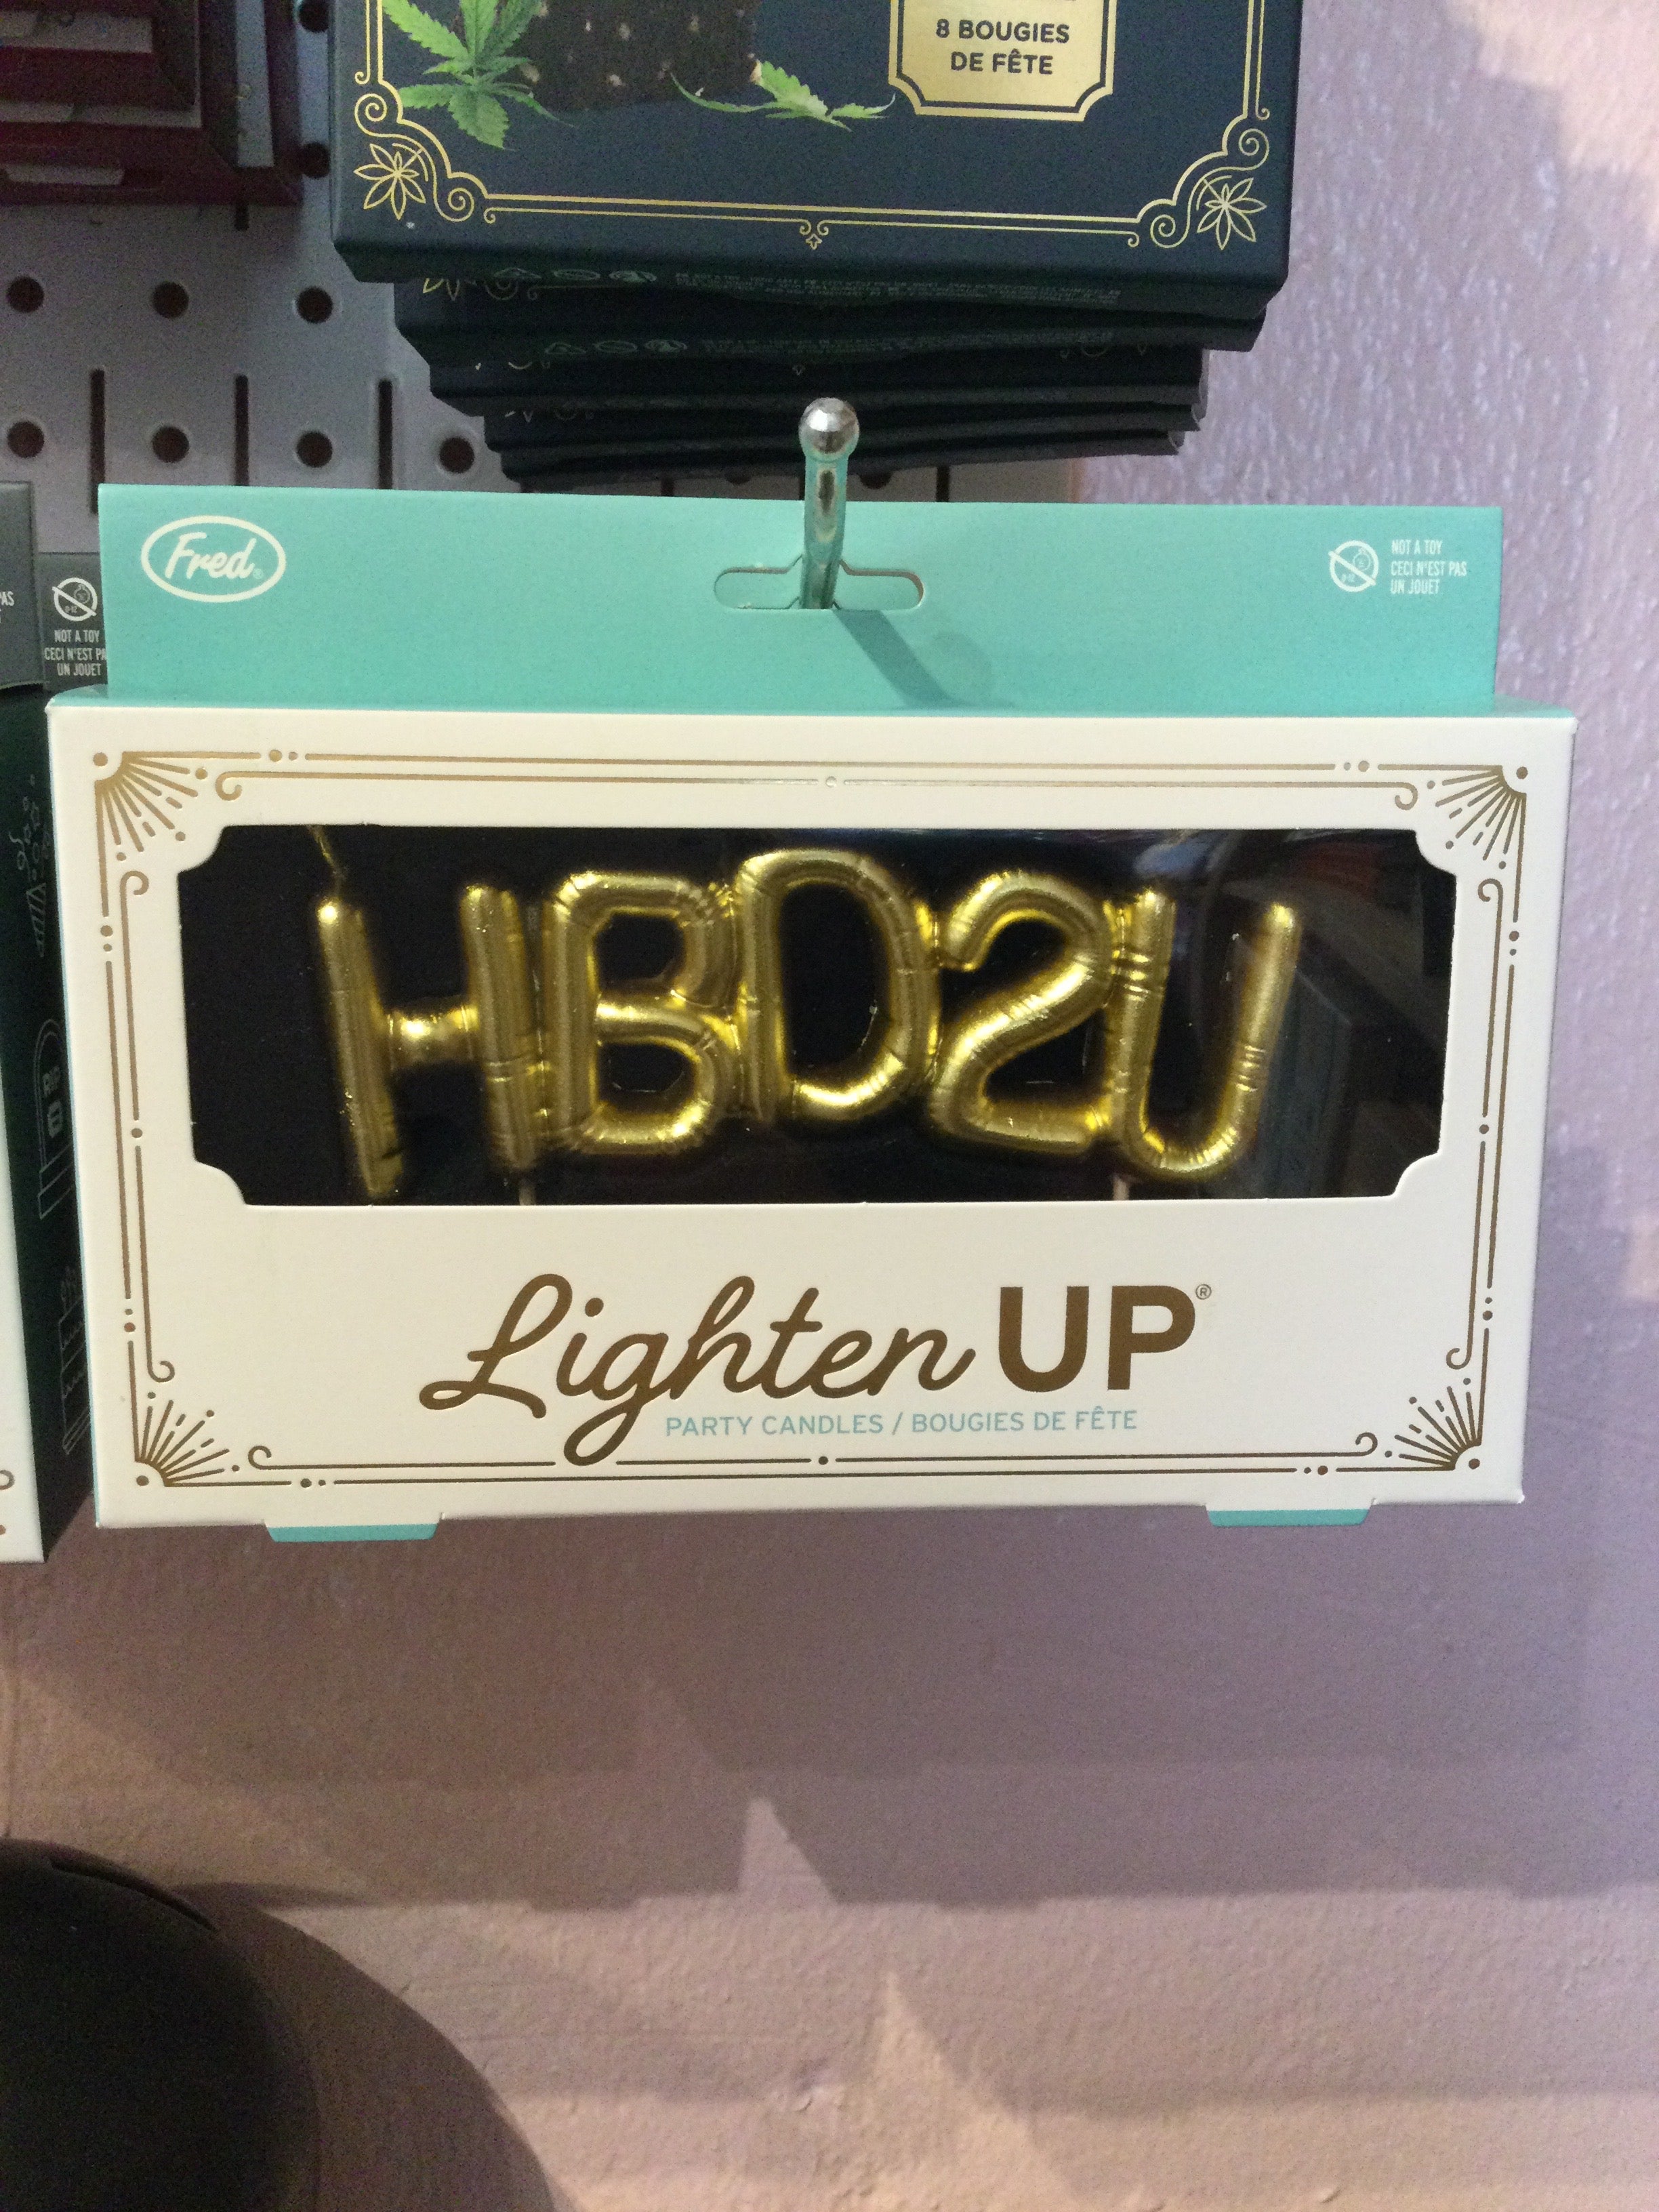 8 BOUGIES
DE FÊTE
Fred
NOT A TOY
CECI N'EST PAS
UN JOUET
NOT A TOY
CECI N'EST PA
UN JOUET
HBD2U
Lighten UP®
PARTY CANDLES / BOUGIES DE FÊTE